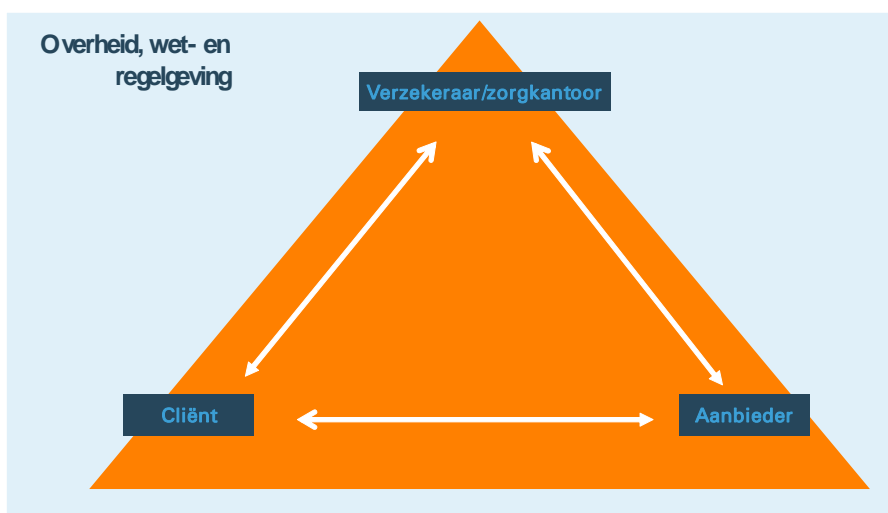 Overheid, wet- en
regelgeving
Verzekeraar/zorgkantoor
Cliënt
Aanbieder